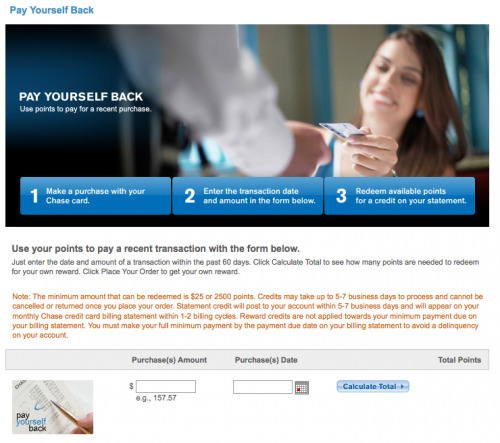 Pay Yourself Back
PAY YOURSELF BACK
Use points to pay for a recent purchase.
1 Make a purchase with your
Chase card.
2 Enter the transaction date
and amount in the form below.
3 Redeem available points
for a credit on your statement.
Use your points to pay a recent transaction with the form below.
Just enter the date and amount of a transaction within the past 60 days. Click Calculate Total to see how many points are needed to redeem
for your own reward. Click Place Your Order to get your own reward.
Note: The minimum amount that can be redeemed is $25 or 2500 points. Credits may take up to 5-7 business days to process and cannot be
cancelled or returned once you place your order. Statement credit will post to your account within 5-7 business days and will appear on your
monthly Chase credit card billing statement within 1-2 billing cycles. Reward credits are not applied towards your minimum payment due on
your billing statement. You must make your full minimum payment by the payment due date on your billing statement to avoid a delinquency
on your account.
Purchase(s) Amount Purchase(s) Date Total Points
$ Calculate Total
e.g., 157.57
pay
yourself
back